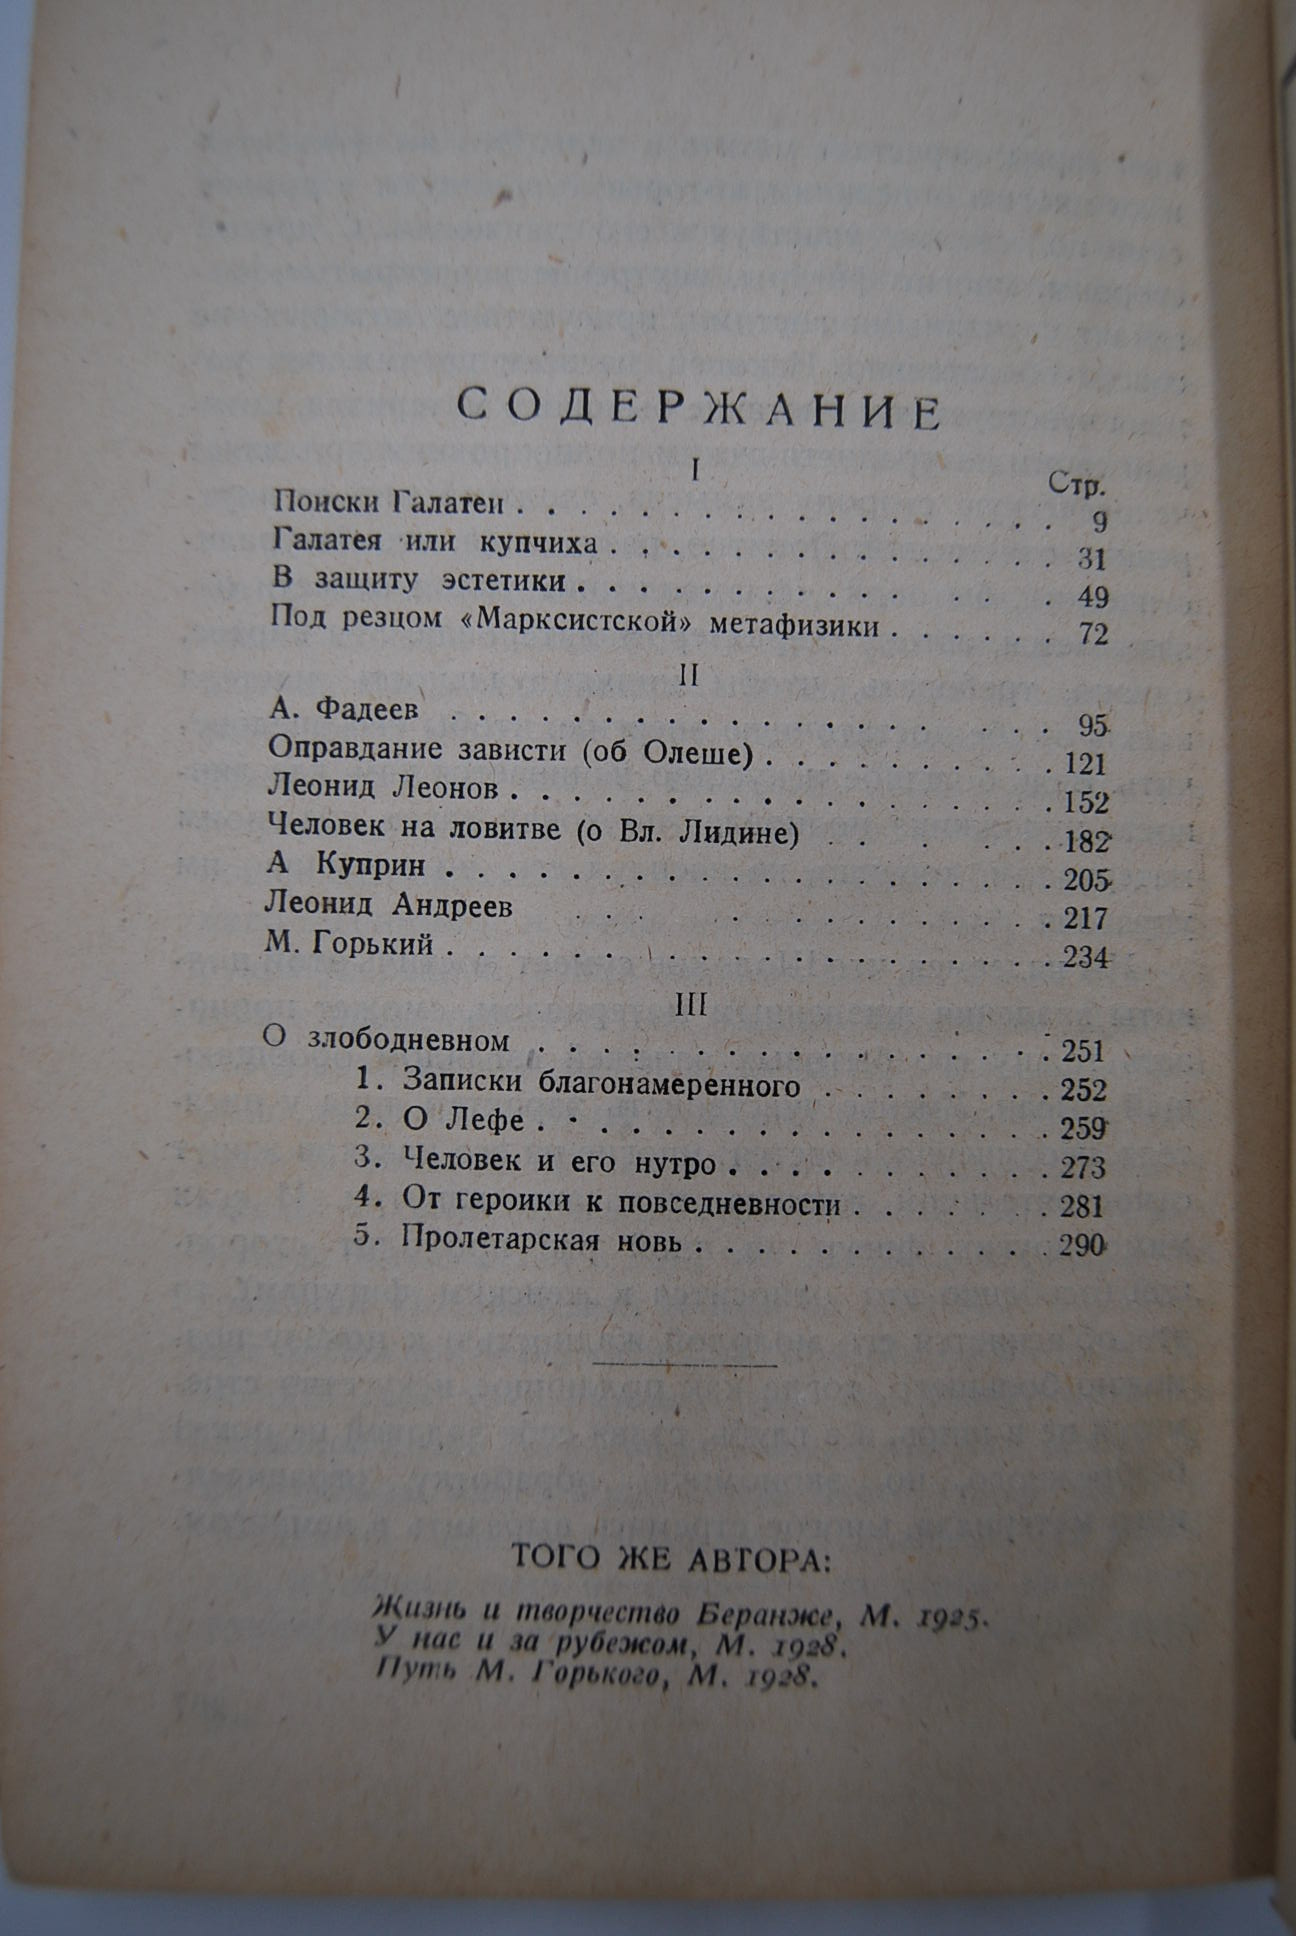 СОДЕРЖАНИЕ
I
Стр.
Поиски Галатеи . . . . . . . . . . . . . . . . . 9
Галатея или купчиха . . . . . . . . . . . . . . 31
В защиту эстетики . . . . . . . . . . . . . . 49
Под резцом «Марксистской» метафизики . . . . . . 72
II
А. Фадеев . . . . . . . . . . . . . . . . . . 95
Оправдание зависти (об Олеше) . . . . . . . . . . 121
Леонид Леонов . . . . . . . . . . . . . . . . . 152
Человек на ловитве (о Вл. Лидине) . . . . . . 182
А Куприн . . . . . . . . . . . . . . . . . . . 205
Леонид Андреев . . . . . . . . . . . . . . 217
М. Горький . . . . . . . . . . . . . . . . . . . 234
III
О злободневном . . . . . . . . . . . . . . . . 251
1. Записки благонамеренного . . . . . . . . 252
2. О Лефе . . . . . . . . . . . . . . . . 259
3. Человек и его нутро . . . . . . . . . . 273
4. От героики к повседневности . . . . . . . 281
5. Пролетарская новь . . . . . . . . . . . . 290
ТОГО ЖЕ АВТОРА:
Жизнь и творчество Беранже, М. 1925.
У нас и за рубежом, М. 1928.
Путь М. Горького, М. 1928.